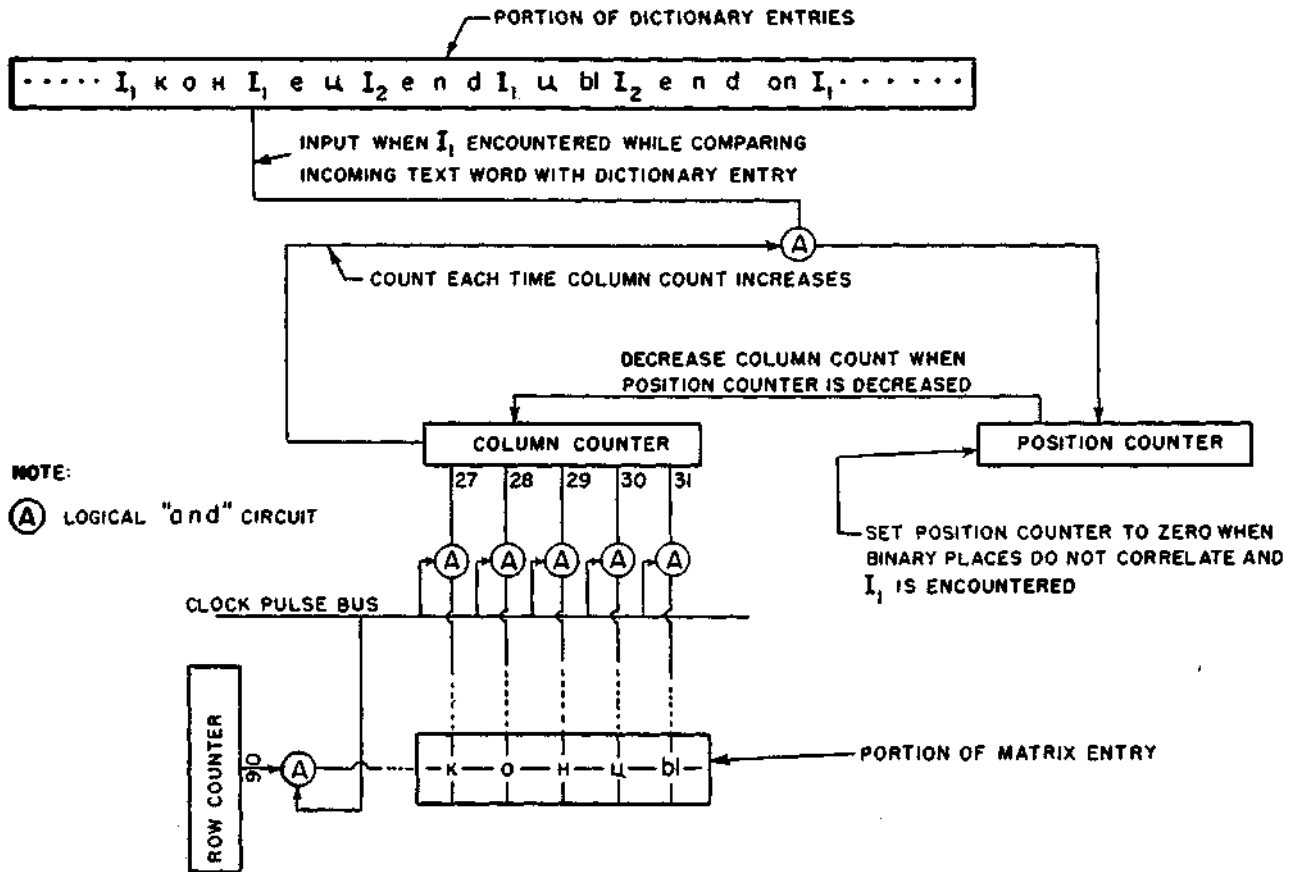 PORTION OF DICTIONARY ENTRIES
····· I₁ к о н I₁ е ц I₂ e n d I₁ ц ы I₂ e n d on I₁······
INPUT WHEN I₁ ENCOUNTERED WHILE COMPARING
INCOMING TEXT WORD WITH DICTIONARY ENTRY
A
COUNT EACH TIME COLUMN COUNT INCREASES
DECREASE COLUMN COUNT WHEN
POSITION COUNTER IS DECREASED
COLUMN COUNTER
POSITION COUNTER
27 28 29 30 31
NOTE:
A LOGICAL "and" CIRCUIT
SET POSITION COUNTER TO ZERO WHEN
BINARY PLACES DO NOT CORRELATE AND
I₁ IS ENCOUNTERED
A A A A A
CLOCK PULSE BUS
ROW COUNTER
90
A
к о н ц ы
PORTION OF MATRIX ENTRY